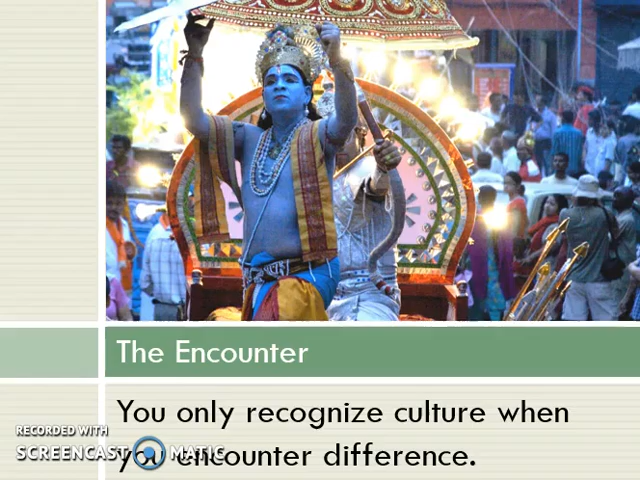 The Encounter
You only recognize culture when
you encounter difference.
RECORDED WITH
SCREENCAST MATIC